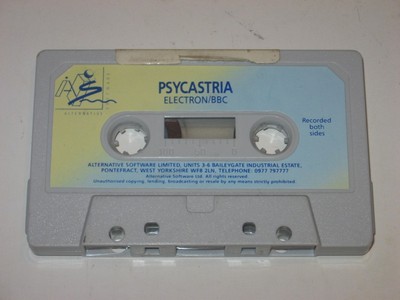 PSYCASTRIA
ELECTRON/BBC
ALTERNATIVE
Recorded
both
sides
ALTERNATIVE SOFTWARE LIMITED, UNITS 3-6 BAILEYGATE INDUSTRIAL ESTATE,
PONTEFRACT, WEST YORKSHIRE WF8 2LN. TELEPHONE: 0977 797777
Alternative Software Ltd. All rights reserved
Unauthorised copying, lending, broadcasting or resale by any means strictly prohibited.